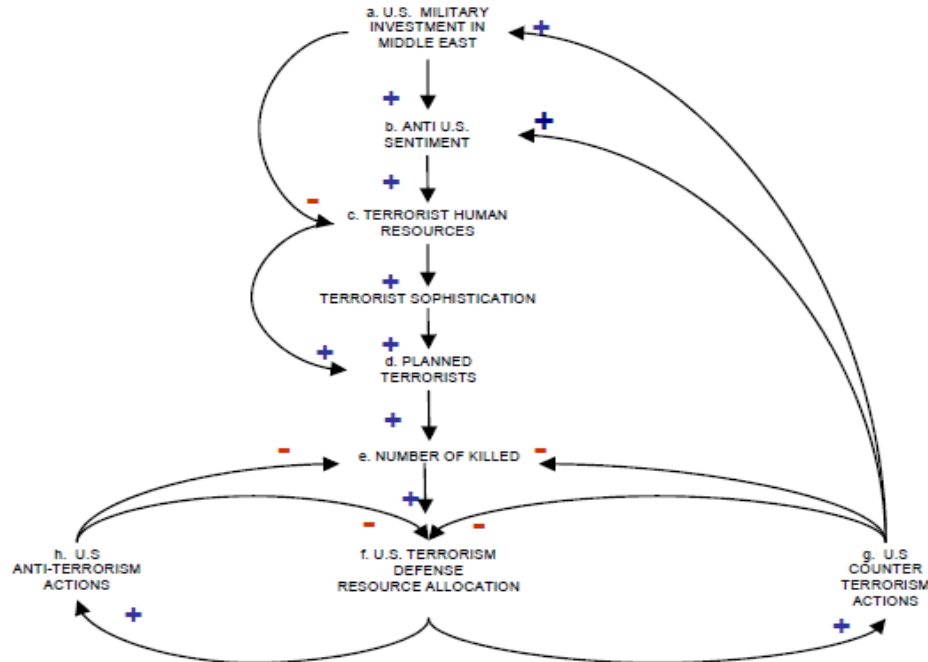 a. U.S. MILITARY
INVESTMENT IN
MIDDLE EAST
+
+
b. ANTI U.S.
SENTIMENT
+
+
-
c. TERRORIST HUMAN
RESOURCES
+
TERRORIST SOPHISTICATION
+
+
d. PLANNED
TERRORISTS
+
-
e. NUMBER OF KILLED
-
+
-
-
h. U.S
ANTI-TERRORISM
ACTIONS
f. U.S. TERRORISM
DEFENSE
RESOURCE ALLOCATION
g. U.S
COUNTER
TERRORISM
ACTIONS
+
+